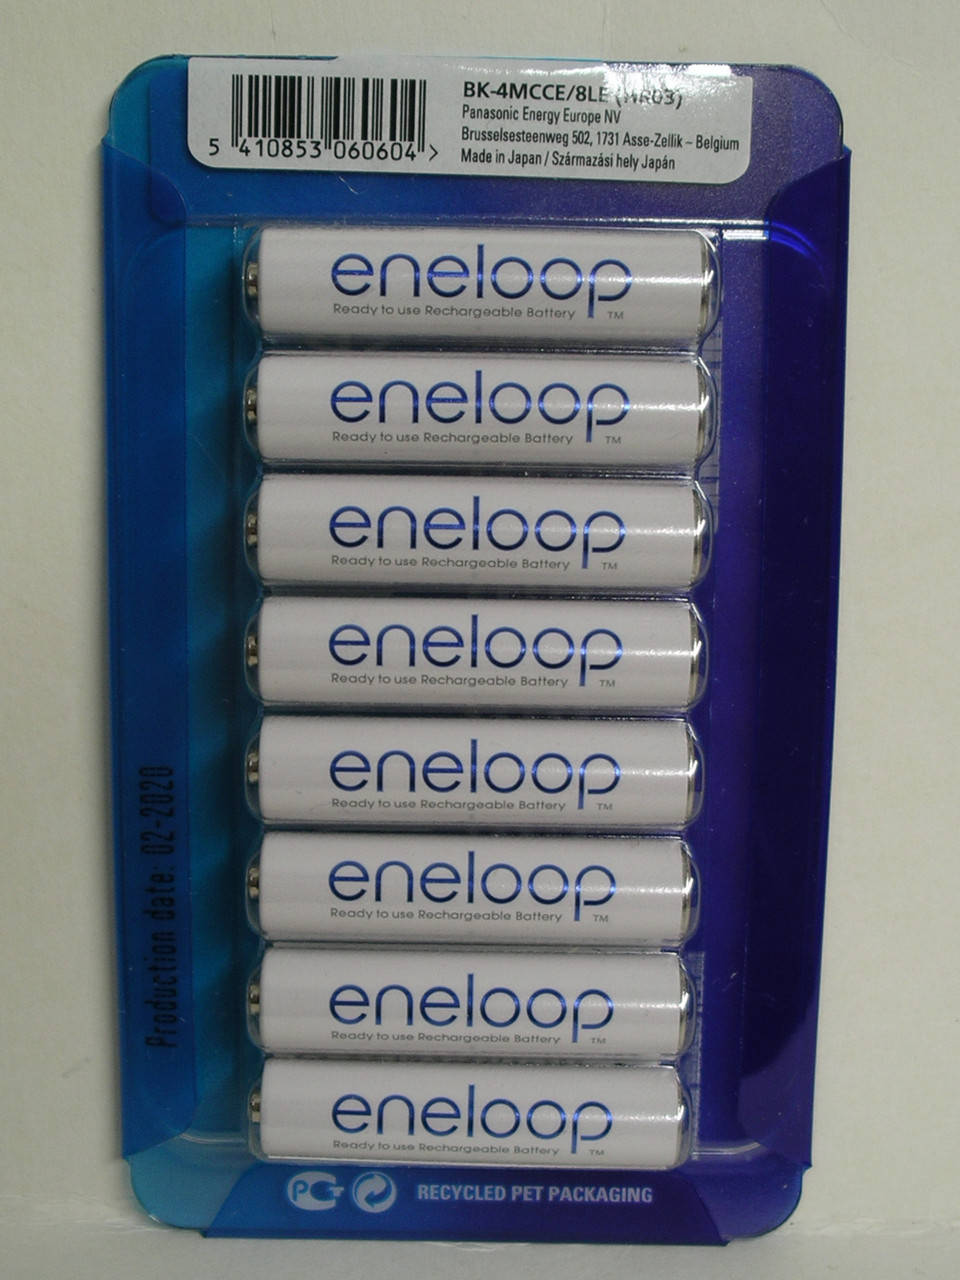 BK-4MCCE/8LE (HR03)
Panasonic Energy Europe NV
Brusselsesteenweg 502, 1731 Asse-Zellik – Belgium
Made in Japan / Származási hely Japán
5 410853 060604 >
eneloop
Ready to use Rechargeable Battery TM
eneloop
Ready to use Rechargeable Battery TM
eneloop
Ready to use Rechargeable Battery TM
eneloop
Ready to use Rechargeable Battery TM
eneloop
Ready to use Rechargeable Battery TM
eneloop
Ready to use Rechargeable Battery TM
eneloop
Ready to use Rechargeable Battery TM
eneloop
Ready to use Rechargeable Battery TM
Production date: 02-2020
PCT RECYCLED PET PACKAGING